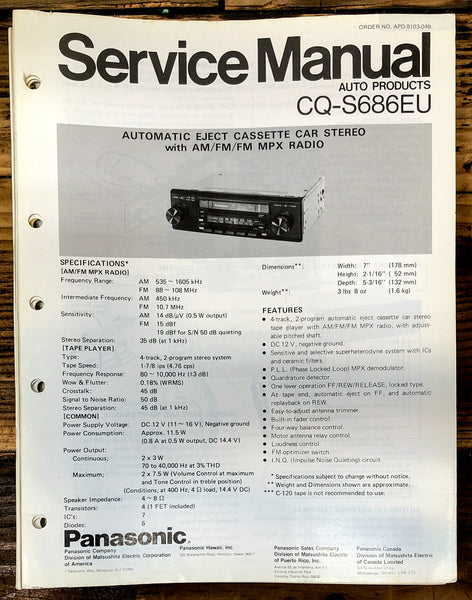 ORDER NO. APD-8103-049
Service Manual
AUTO PRODUCTS
CQ-S686EU
AUTOMATIC EJECT CASSETTE CAR STEREO
with AM/FM/FM MPX RADIO
SPECIFICATIONS*
[AM/FM MPX RADIO]
Frequency Range: AM 535 ~ 1605 kHz
FM 88 ~ 108 MHz
Intermediate Frequency: AM 450 kHz
FM 10.7 MHz
Sensitivity: AM 14 dB/μV (0.5 W output)
FM 15 dBf
19 dBf for S/N 50 dB quieting
Stereo Separation: 35 dB (at 1 kHz)
[TAPE PLAYER]
Type: 4-track, 2-program stereo system
Tape Speed: 1-7/8 ips (4.76 cps)
Frequency Response: 80 ~ 10,000 Hz (13 dB)
Wow & Flutter: 0.18% (WRMS)
Crosstalk: 45 dB
Signal to Noise Ratio: 50 dB
Stereo Separation: 45 dB (at 1 kHz)
[COMMON]
Power Supply Voltage: DC 12 V (11 ~ 16 V), Negative ground
Power Consumption: Approx. 11.5 W
(0.8 A at 0.5 W output, DC 14.4 V)
Power Output:
Continuous; 2 x 3 W
70 to 40,000 Hz at 3% THD
Maximum; 2 x 7.5 W (Volume Control at maximum
and Tone Control in treble position)
(Conditions; at 400 Hz, 4 Ω load, 14.4 V DC)
Speaker Impedance: 4 ~ 8 Ω
Transistors: 4 (1 FET included)
IC's: 7
Diodes: 5
Dimensions**: Width: 7" (178 mm)
Height: 2-1/16" ( 52 mm)
Depth: 5-3/16" (132 mm)
Weight**: 3 lbs 8 oz (1.6 kg)
FEATURES
● 4-track, 2-program automatic eject cassette car stereo
tape player with AM/FM/FM MPX radio, with adjust-
able pitched shaft.
● DC 12 V, negative ground.
● Sensitive and selective superheterodyne system with ICs
and ceramic filters.
● P.L.L. (Phase Locked Loop) MPX demodulator.
● Quardrature detector.
● One lever operation FF/REW/RELEASE, locked type.
● At tape end, automatic eject on FF, and automatic
replayback on REW.
● Easy-to-adjust antenna trimmer.
● Built-in fader control.
● Four-way balance control.
● Motor antenna relay control.
● Loudness control.
● FM optimizer switch.
● I.N.Q. (Impulse Noise Quieting) circuit.
* Specifications subject to change without notice.
** Weight and Dimensions shown are approximate.
*** C-120 tape is not recommended to use.
Panasonic
Panasonic Company
Division of Matsushita Electric Corporation
of America
Panasonic Hawaii, Inc.
Panasonic Sales Company
Division of Matsushita Electric
of Puerto Rico, Inc.
Panasonic Canada
Division of Matsushita Electric
of Canada Limited